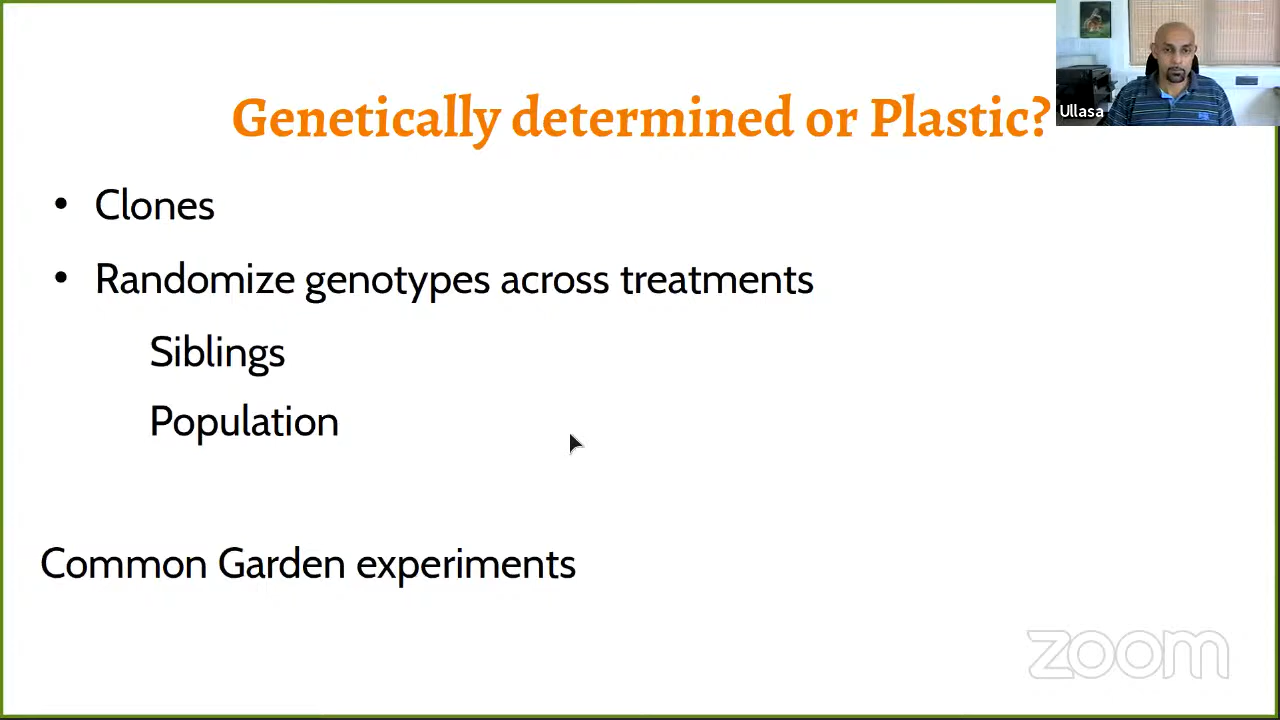 Genetically determined or Plastic?
Ullasa
• Clones
• Randomize genotypes across treatments
Siblings
Population
Common Garden experiments
zoom